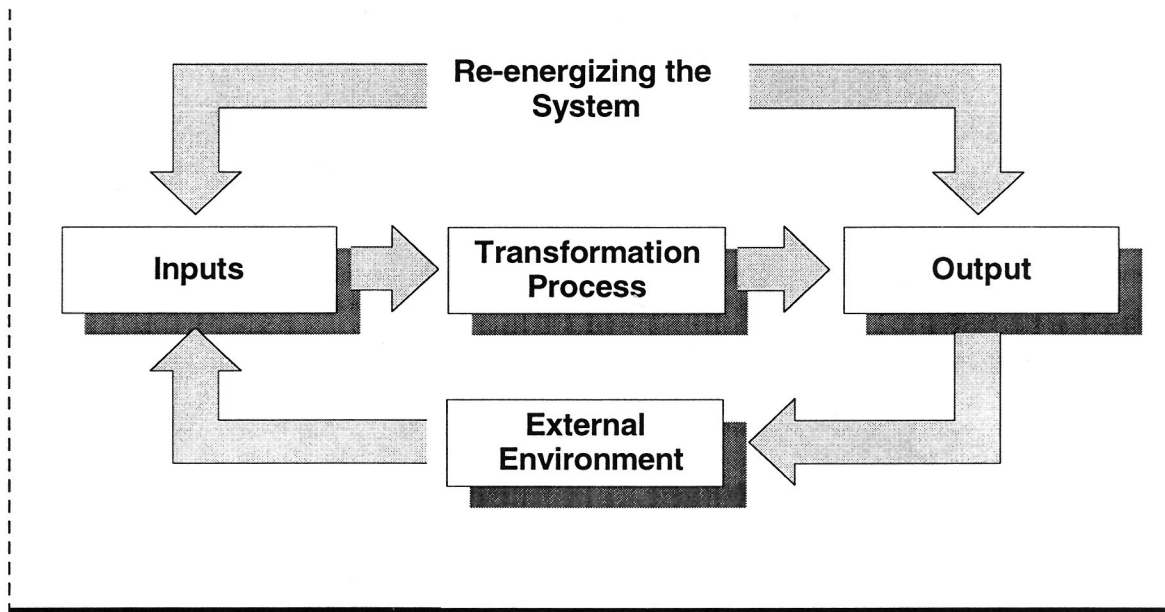 Re-energizing the
System
Inputs
Transformation
Process
Output
External
Environment